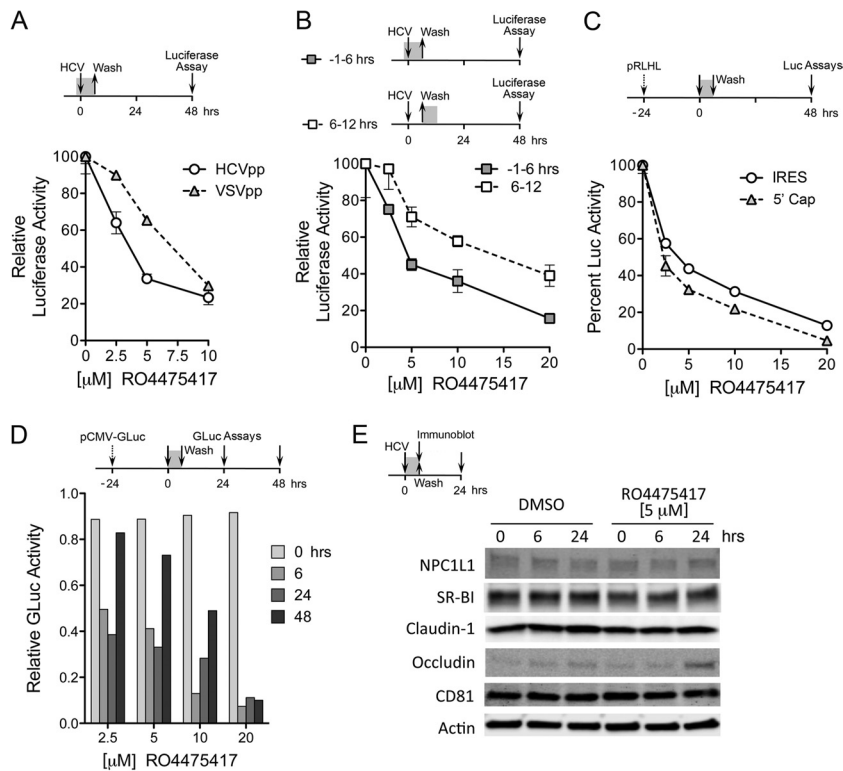 A
HCV
Wash
Luciferase
Assay
0
24
48
hrs
Relative
Luciferase Activity
100
80
60
40
20
0
HCVpp
VSVpp
0
2.5
5
7.5
10
[µM] RO4475417
B
-1-6 hrs
HCV
Wash
Luciferase
Assay
6-12 hrs
HCV
Wash
Luciferase
Assay
0
24
48
hrs
Relative
Luciferase Activity
100
80
60
40
20
0
-1-6 hrs
6-12
0
5
10
15
20
[µM] RO4475417
C
pRLHL
Wash
Luc Assays
-24
0
48
hrs
Percent Luc Activity
100
80
60
40
20
0
IRES
5' Cap
0
5
10
15
20
[µM] RO4475417
D
pCMV-GLuc
GLuc Assays
Wash
-24
0
24
48
hrs
Relative GLuc Activity
1.0
0.8
0.6
0.4
0.2
0.0
0 hrs
6
24
48
2.5
5
10
20
[µM] RO4475417
E
Immunoblot
HCV
Wash
0
24
hrs
DMSO
RO4475417
[5 µM]
0 6 24 0 6 24 hrs
NPC1L1
SR-BI
Claudin-1
Occludin
CD81
Actin